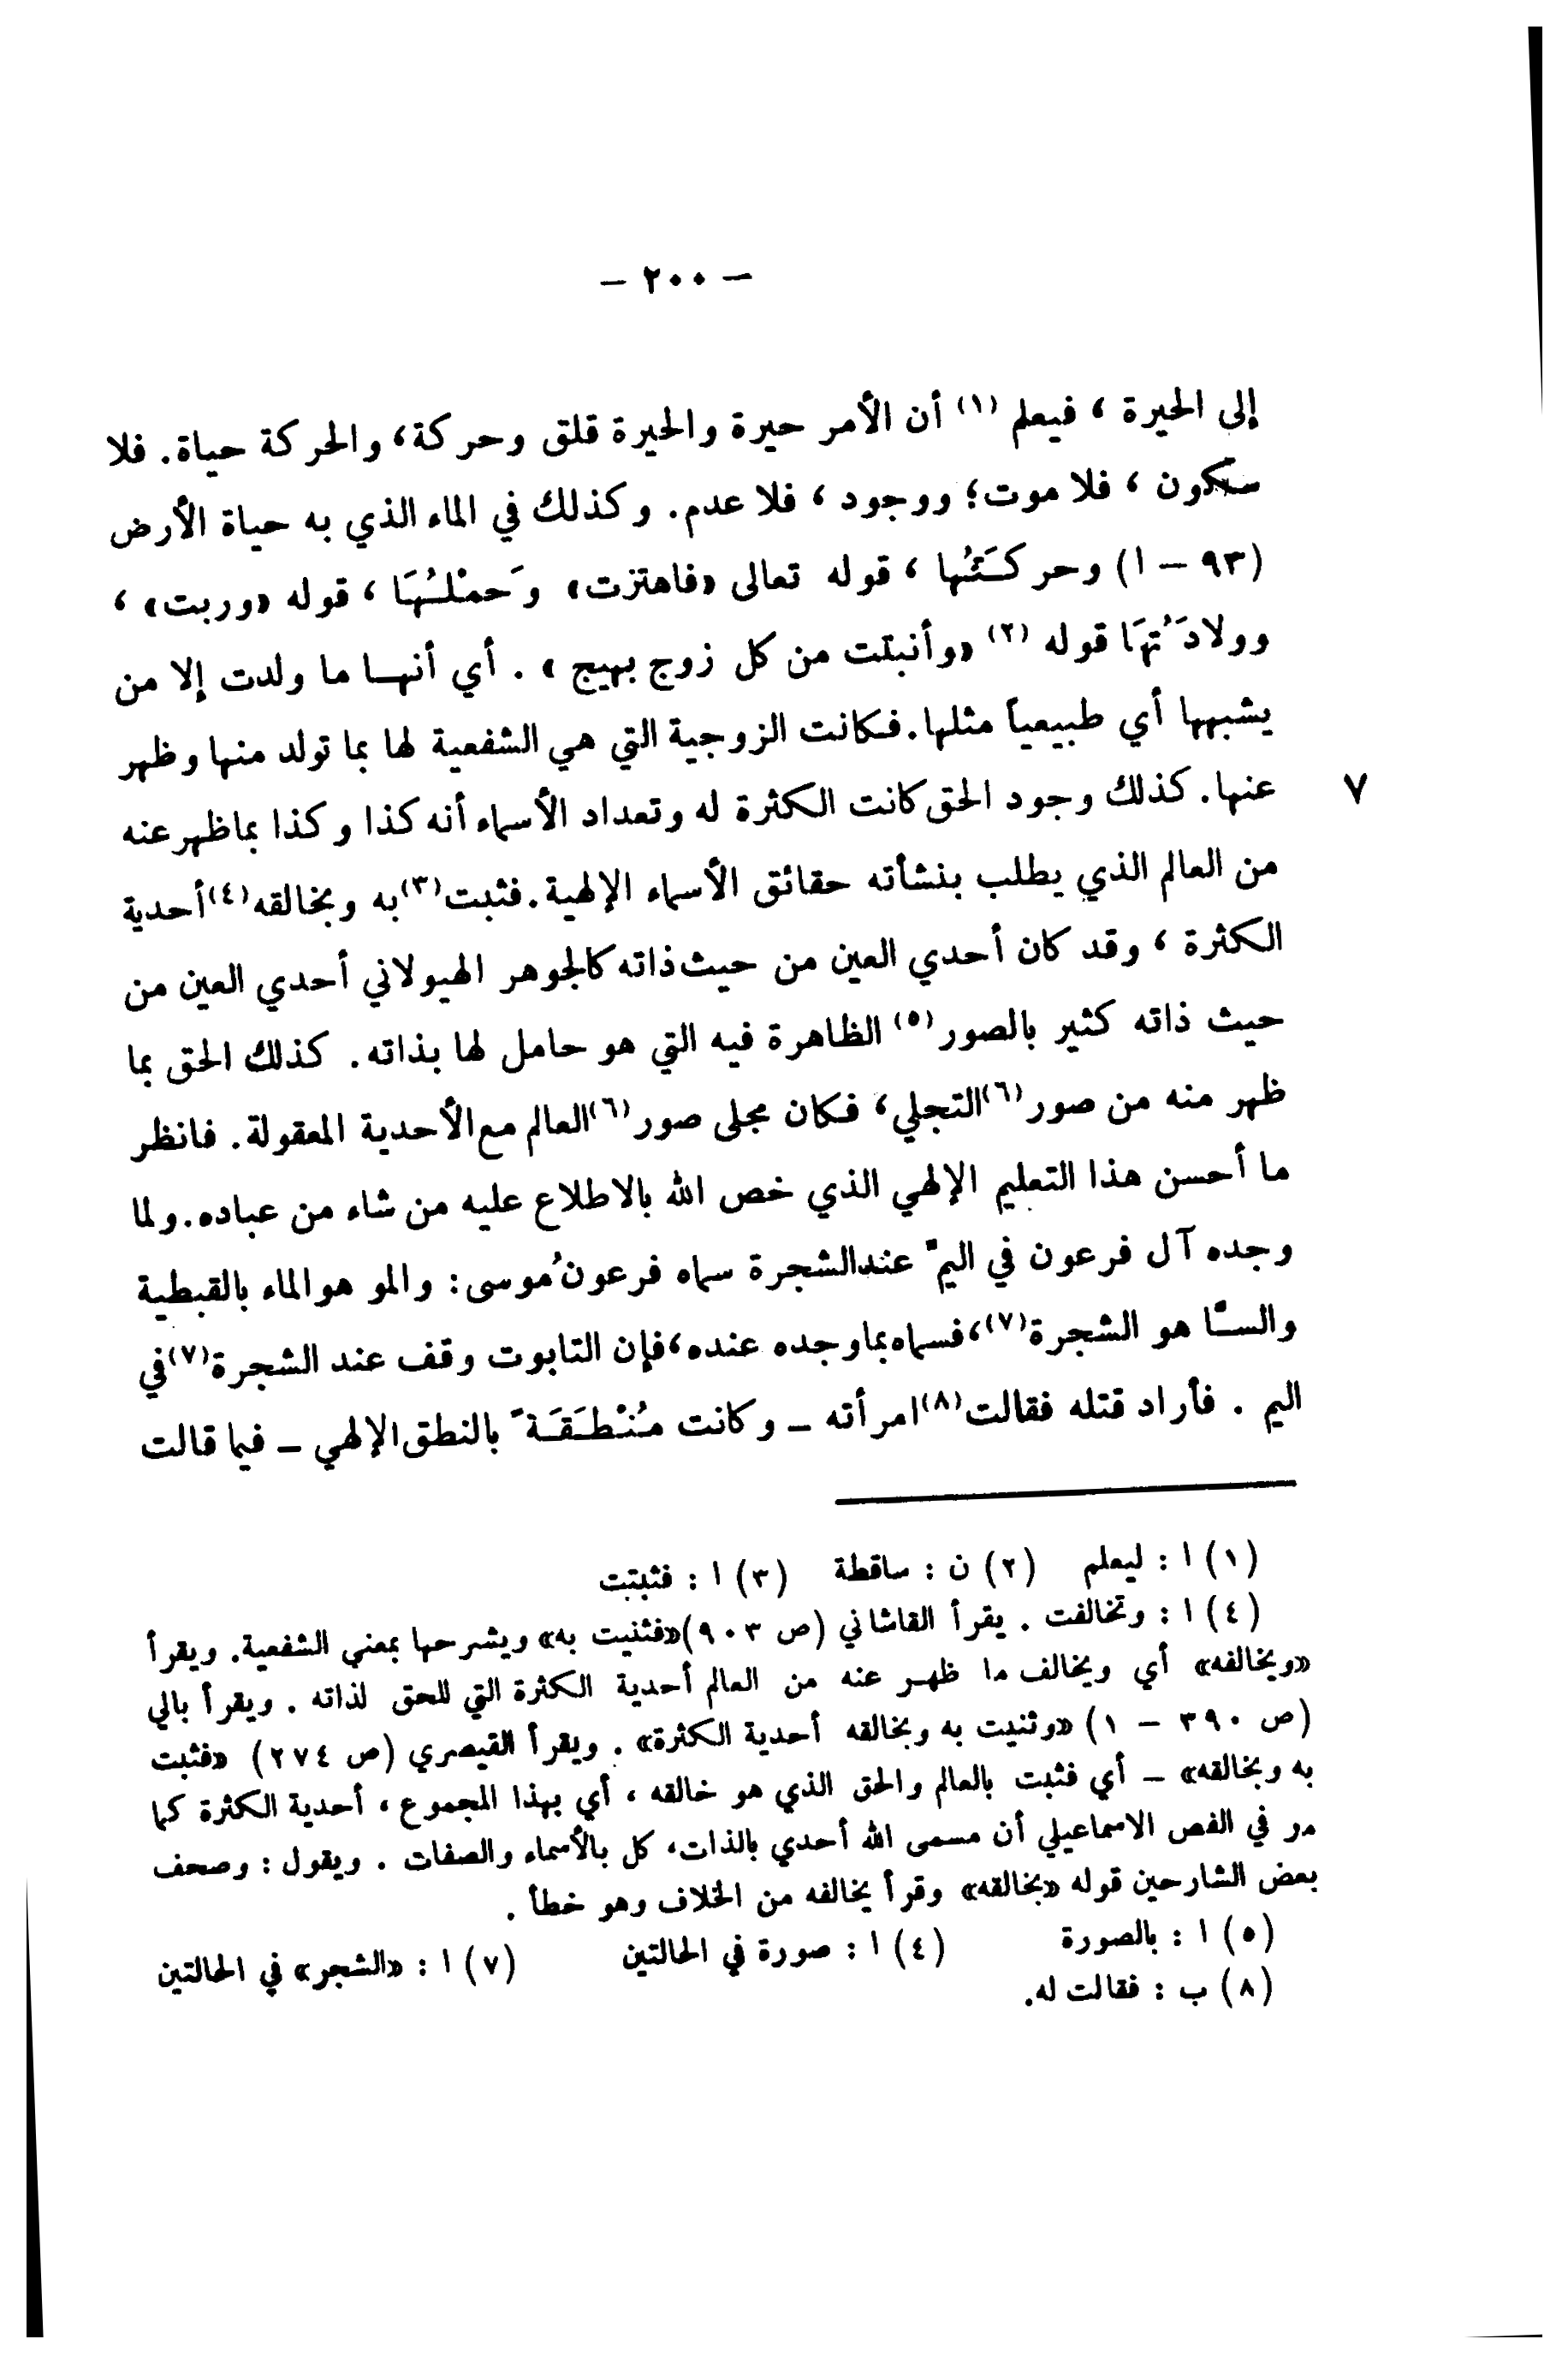 — ٢٠٠ —
إلى الحيرة ، فيعلم (١) أن الأمر حيرة والحيرة قلق وحركة، والحركة حياة. فلا
سكون ، فلا موت؛ ووجود ، فلا عدم. وكذلك في الماء الذي به حياة الأرض
(٩٣ – ا) وحركَتُها ، قوله تعالى «فاهتزت» وَحمْلُهَا ، قوله «وربت» ،
وولادَتُهَا قوله (٢) «وأنبتت من كل زوج بهيج » . أي أنها ما ولدت إلا من
يشبهها أي طبيعياً مثلها. فكانت الزوجية التي هي الشفعية لها بما تولد منها وظهر
عنها. كذلك وجود الحق كانت الكثرة له وتعداد الأسماء أنه كذا وكذا بما ظهر عنه
٧
من العالم الذي يطلب بنشأته حقائق الأسماء الإلهية. فثبت (٣) به وبخالقه (٤) أحدية
الكثرة ، وقد كان أحدي العين من حيث ذاته كالجوهر الهيولاني أحدي العين من
حيث ذاته كثير بالصور (٥) الظاهرة فيه التي هو حامل لها بذاته. كذلك الحق بما
ظهر منه من صور (٦) التجلي، فكان مجلى صور (٦) العالم مع الأحدية المعقولة. فانظر
ما أحسن هذا التعليم الإلهي الذي خص الله بالاطلاع عليه من شاء من عباده. ولما
وجده آل فرعون في اليمّ عند الشجرة سماه فرعون مُوسى: والمو هو الماء بالقبطية
والسَّا هو الشجرة (٧)، فسماه بما وجده عنده، فإن التابوت وقف عند الشجرة (٧) في
اليم . فأراد قتله فقالت (٨) امرأته – وكانت مُنْطَقَةً بالنطق الإلهي – فيما قالت
(١) ا : ليعلم (٢) ن : ساقطة (٣) ا : فثبتت
(٤) ا : وتخالفت . يقرأ القاشاني (ص ٩٠٣) «فثنيت به» ويشرحها بمعنى الشفعية. ويقرأ
«ويخالفه» أي ويخالف ما ظهر عنه من العالم أحدية الكثرة التي للحق لذاته . ويقرأ بالي
(ص ٣٩٠ – ١) «وثنيت به وبخالقه أحدية الكثرة» . ويقرأ القيصري (ص ٢٧٤) «فثبت
به وبخالقه» – أي فثبت بالعالم والحق الذي هو خالقه ، أي بهذا المجموع ، أحدية الكثرة كما
مر في الفص الاسماعيلي أن مسمى الله أحدي بالذات، كل بالأسماء والصفات . ويقول : وصحف
بعض الشارحين قوله «بخالقه» وقرأ يخالفه من الخلاف وهو خطأ .
(٥) ا : بالصورة (٤) ا : صورة في الحالتين (٧) ا : «الشجر» في الحالتين
(٨) ب : فقالت له.